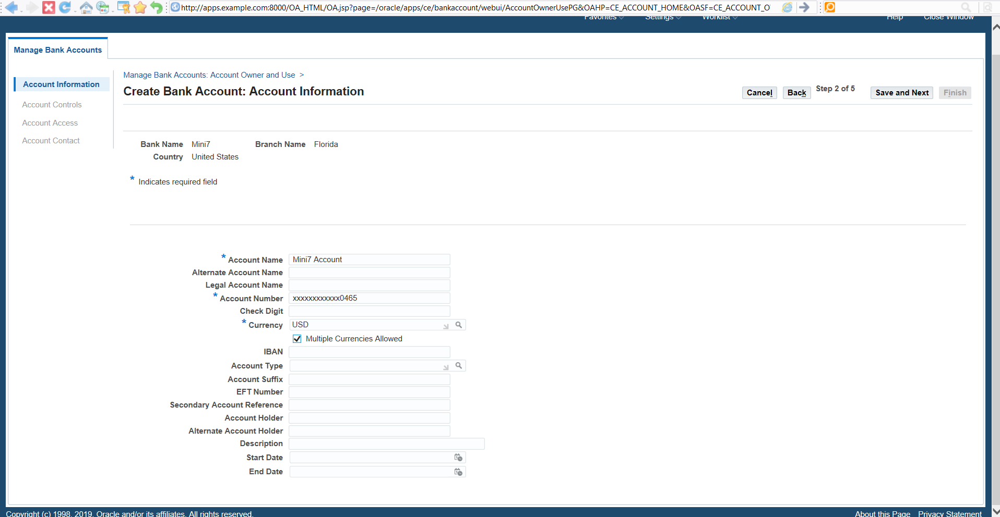 http://apps.example.com:8000/OA_HTML/OA.jsp?page=/oracle/apps/ce/bankaccount/webui/AccountOwnerUsePG&OAHP=CE_ACCOUNT_HOME&OASF=CE_ACCOUNT_O
Favorites Settings Worklist Help Close Window
Manage Bank Accounts
Account Information
Account Controls
Account Access
Account Contact
Manage Bank Accounts: Account Owner and Use >
Create Bank Account: Account Information
Cancel Back Step 2 of 5 Save and Next Finish
Bank Name Mini7 Branch Name Florida
Country United States
* Indicates required field
* Account Name Mini7 Account
Alternate Account Name
Legal Account Name
* Account Number xxxxxxxxxxxx0465
Check Digit
* Currency USD
Multiple Currencies Allowed
IBAN
Account Type
Account Suffix
EFT Number
Secondary Account Reference
Account Holder
Alternate Account Holder
Description
Start Date
End Date
Copyright (c) 1998, 2019, Oracle and/or its affiliates. All rights reserved.
About this Page Privacy Statement